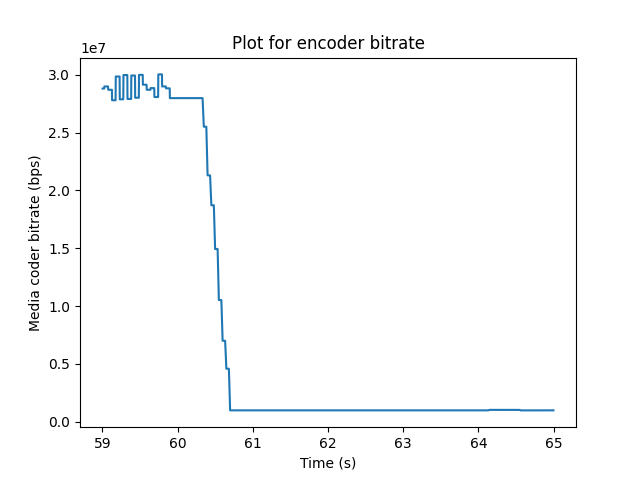 Plot for encoder bitrate
1e7
3.0
2.5
2.0
1.5
1.0
0.5
0.0
Media coder bitrate (bps)
59 60 61 62 63 64 65
Time (s)